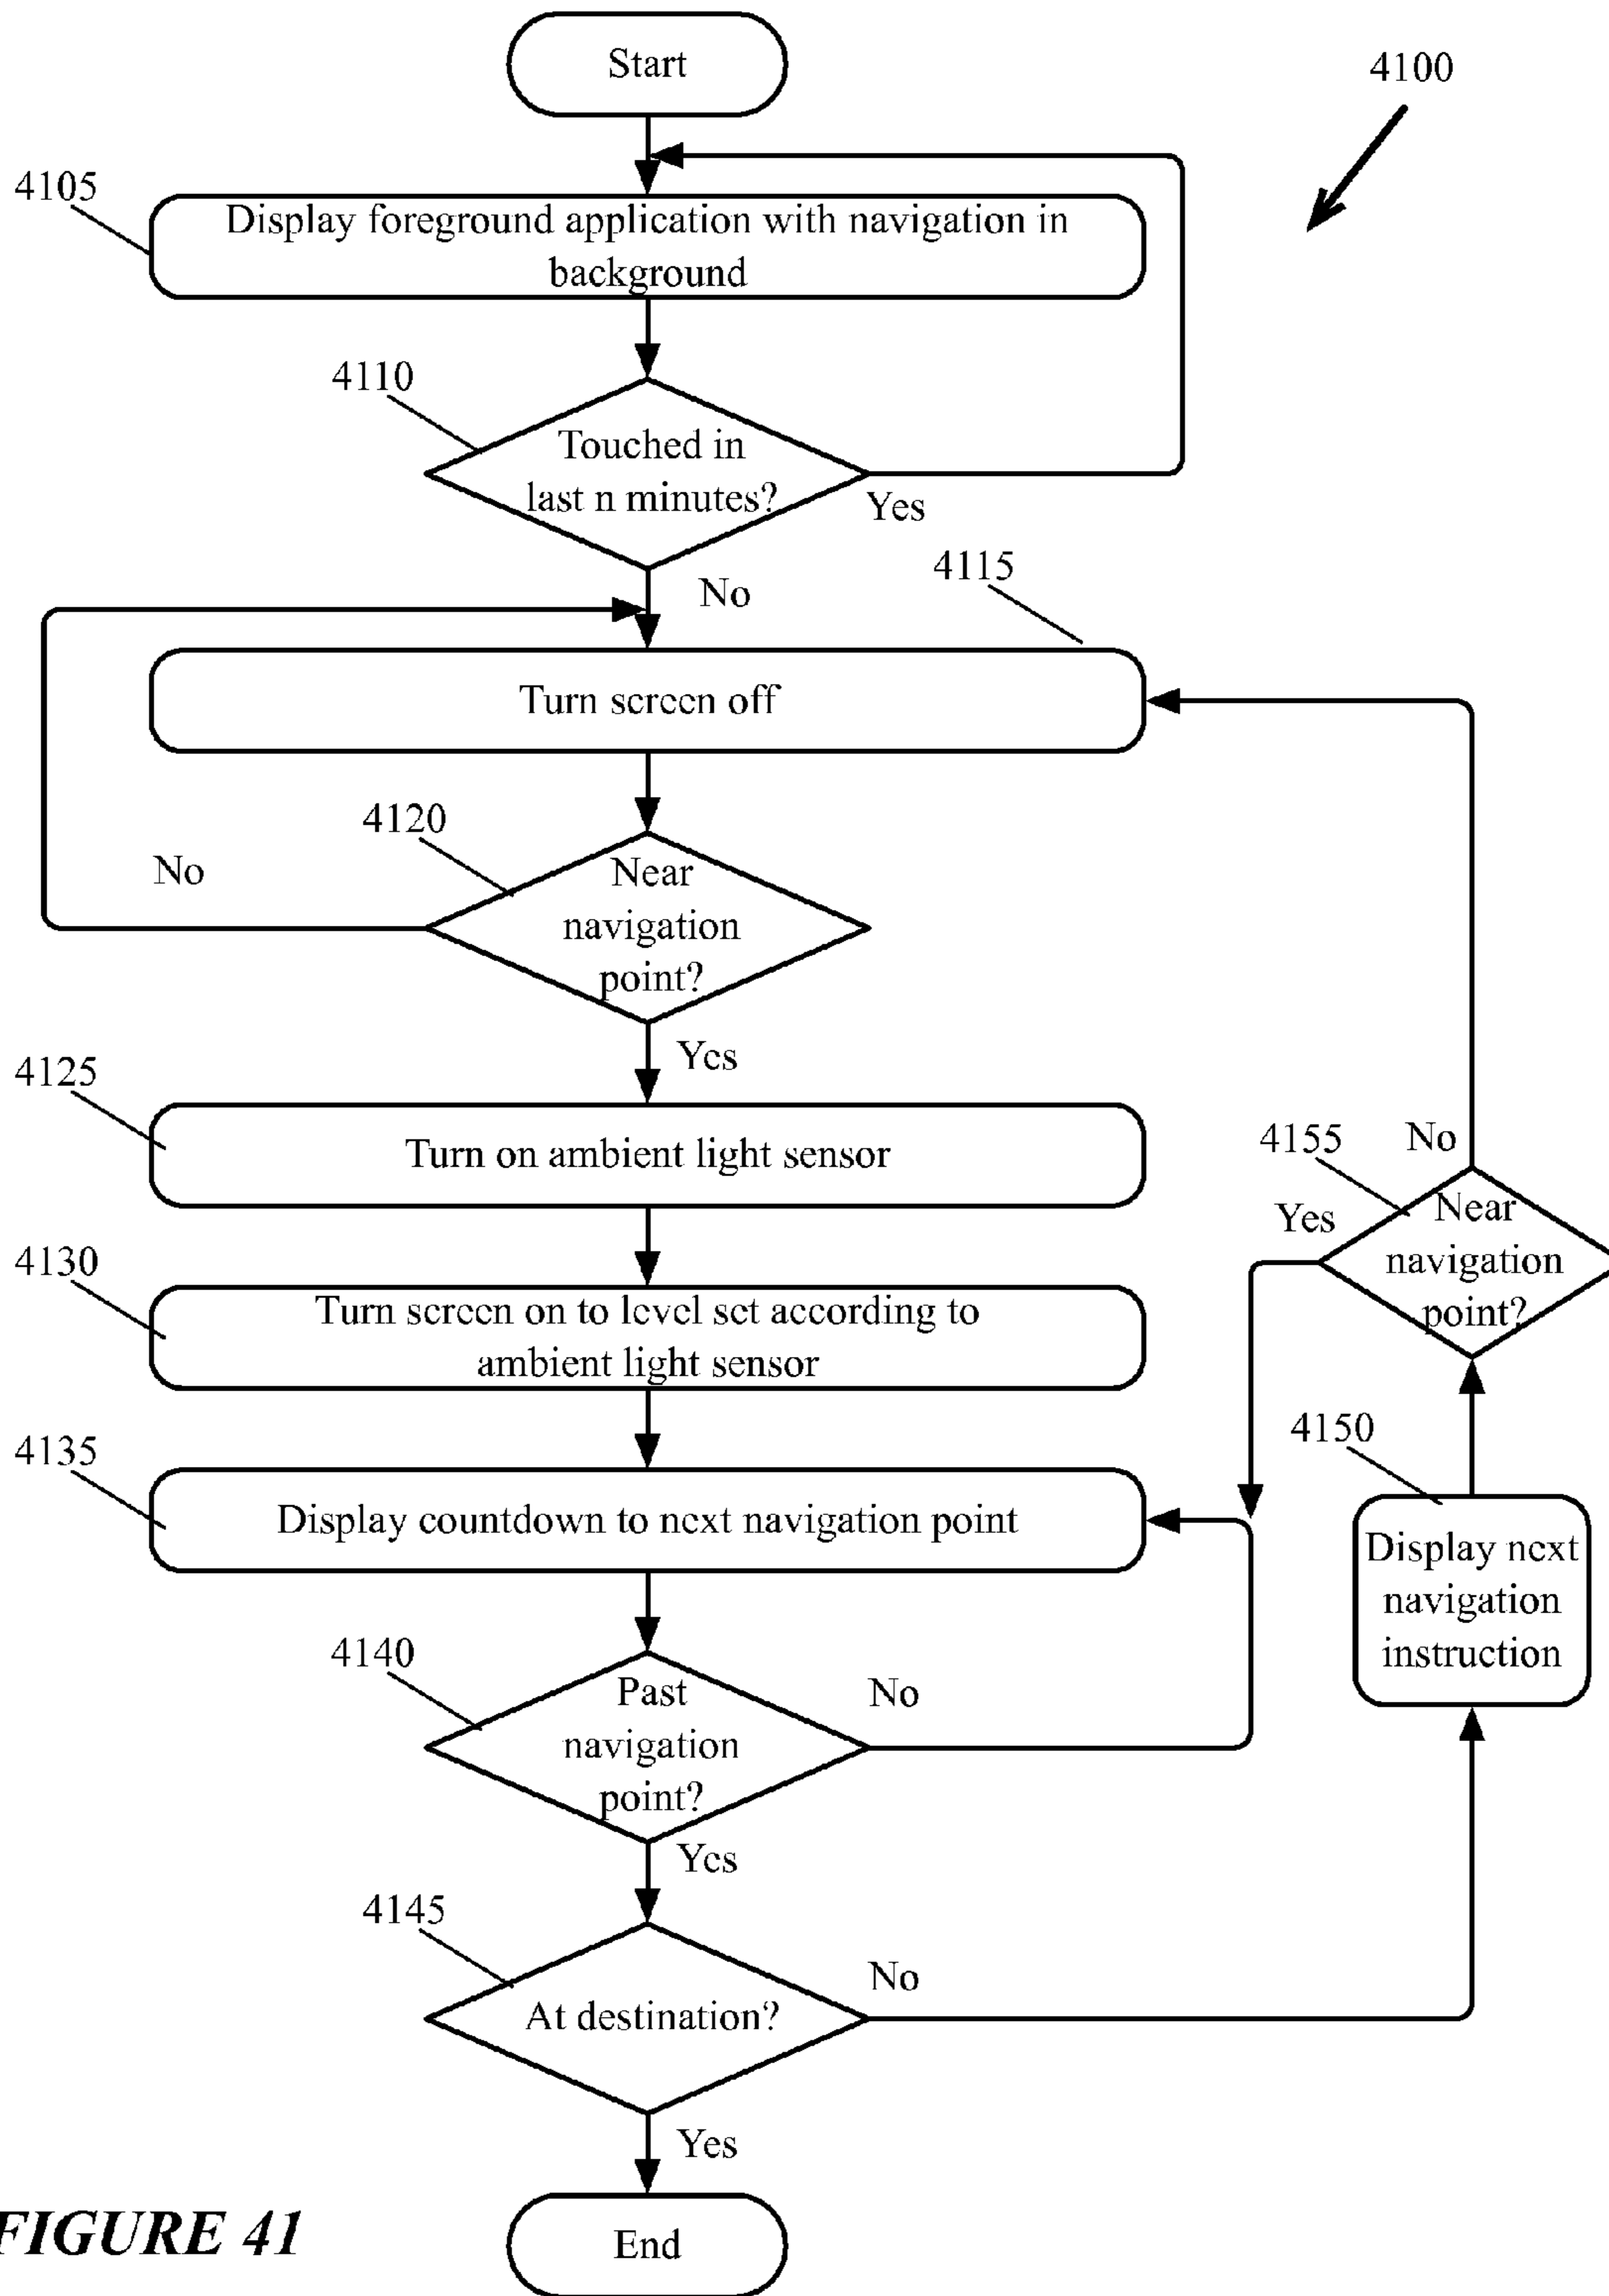 Start
4100
4105
Display foreground application with navigation in
background
4110
Touched in
last n minutes?
Yes
No
4115
Turn screen off
4120
No
Near
navigation
point?
Yes
4125
Turn on ambient light sensor
4155
No
Yes
Near
navigation
point?
4130
Turn screen on to level set according to
ambient light sensor
4135
Display countdown to next navigation point
4150
Display next
navigation
instruction
4140
Past
navigation
point?
No
Yes
4145
At destination?
No
Yes
End
FIGURE 41